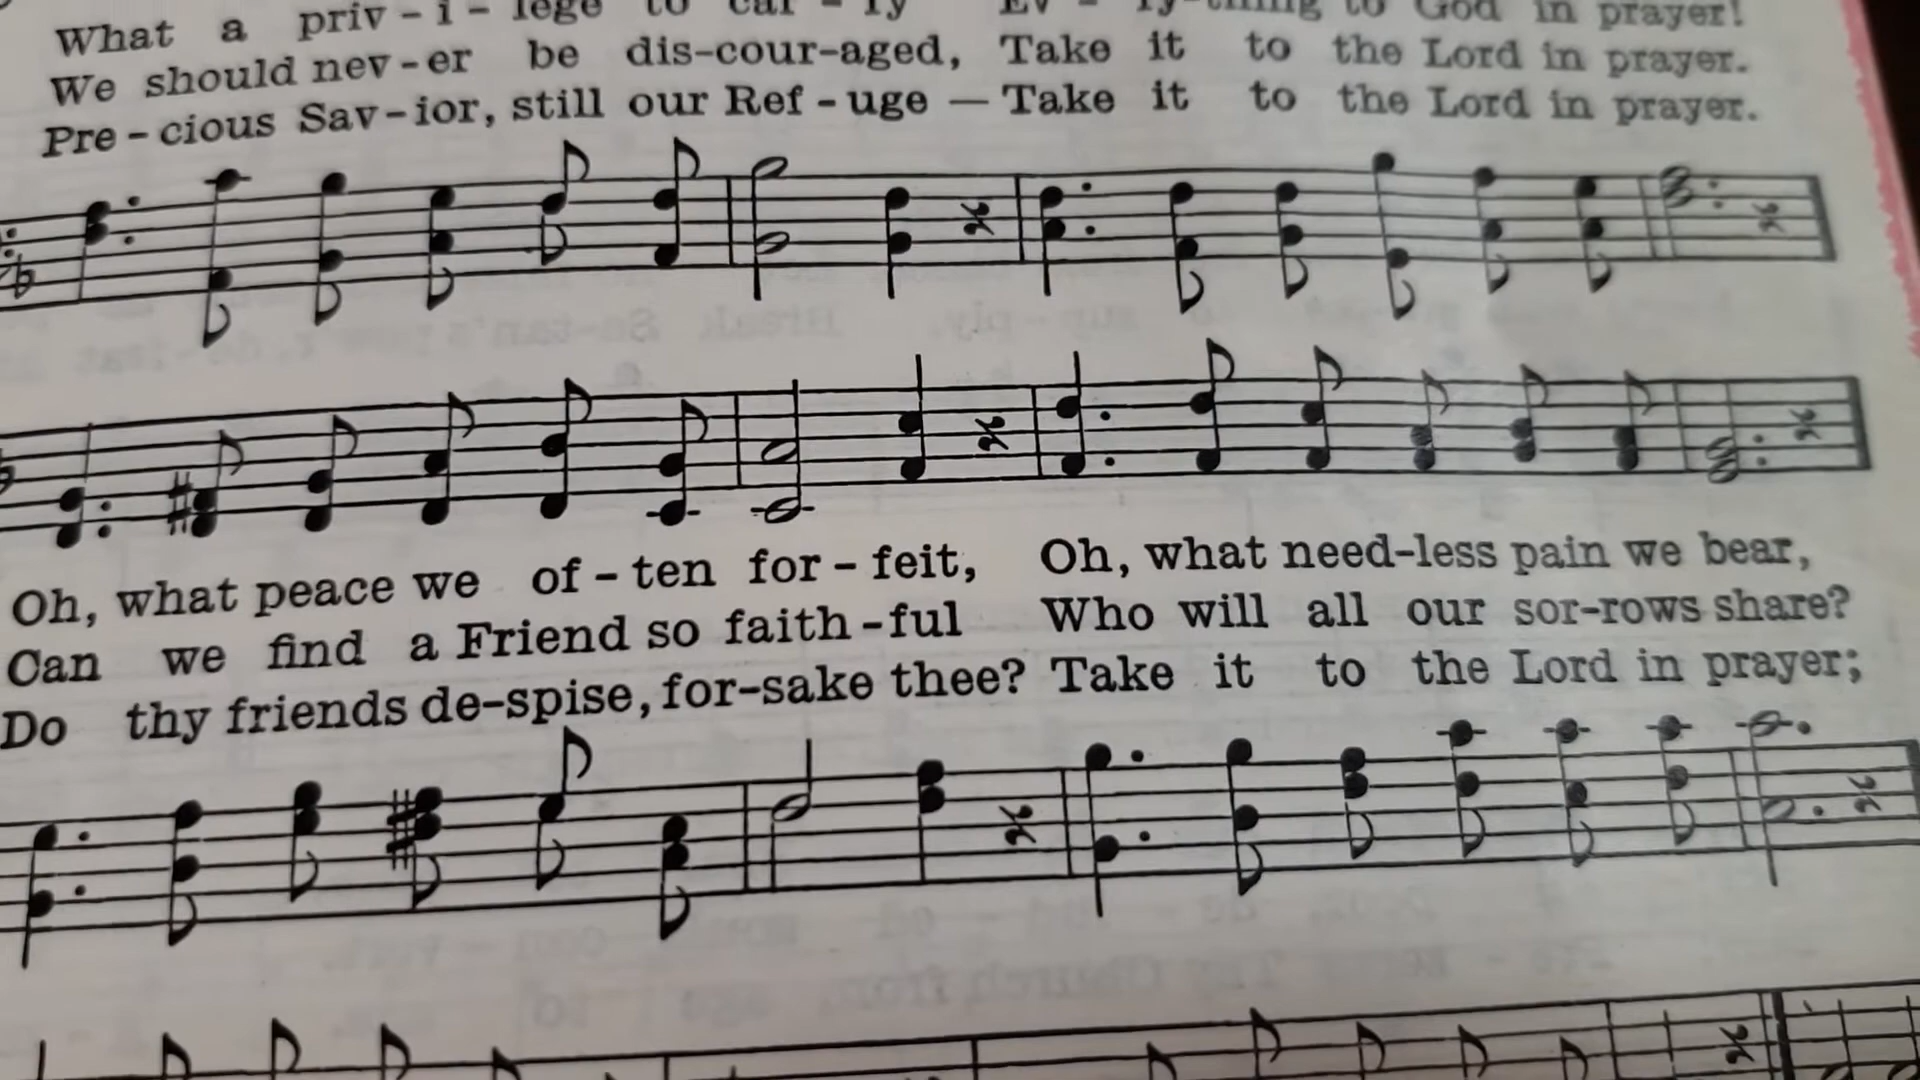 What a priv-i-lege to car-ry Ev-ry-thing to God in prayer!
We should nev-er be dis-cour-aged, Take it to the Lord in prayer.
Pre-cious Sav-ior, still our Ref-uge — Take it to the Lord in prayer.
Oh, what peace we of-ten for-feit, Oh, what need-less pain we bear,
Can we find a Friend so faith-ful Who will all our sor-rows share?
Do thy friends de-spise, for-sake thee? Take it to the Lord in prayer;